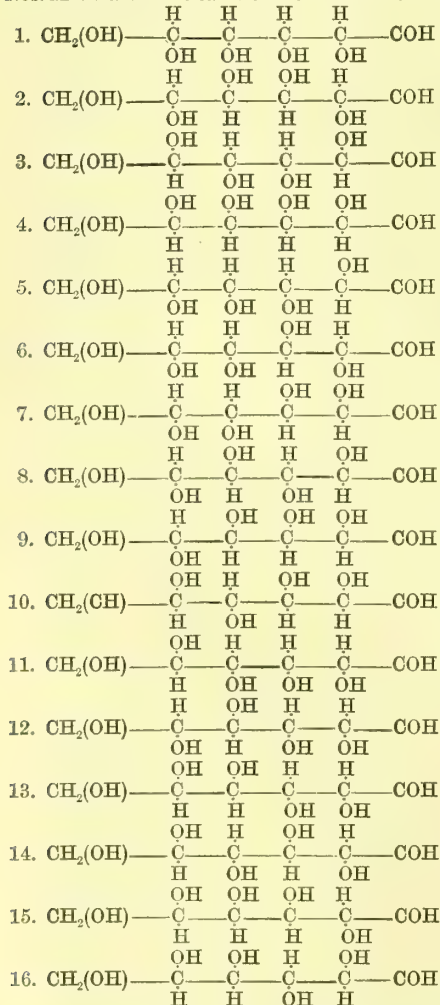 H H H H
1. CH₂(OH)—C—C—C—C—COH
OH OH OH OH
H OH OH H
2. CH₂(OH)—C—C—C—C—COH
OH H H OH
OH H H OH
3. CH₂(OH)—C—C—C—C—COH
H OH OH H
OH OH OH OH
4. CH₂(OH)—C—C—C—C—COH
H H H H
H H H OH
5. CH₂(OH)—C—C—C—C—COH
OH OH OH H
H H OH H
6. CH₂(OH)—C—C—C—C—COH
OH OH H OH
H H OH OH
7. CH₂(OH)—C—C—C—C—COH
OH OH H H
H OH H OH
8. CH₂(OH)—C—C—C—C—COH
OH H OH H
H OH OH OH
9. CH₂(OH)—C—C—C—C—COH
OH H H H
OH H OH OH
10. CH₂(CH)—C—C—C—C—COH
H OH H H
OH H H H
11. CH₂(OH)—C—C—C—C—COH
H OH OH OH
H OH H H
12. CH₂(OH)—C—C—C—C—COH
OH H OH OH
OH OH H H
13. CH₂(OH)—C—C—C—C—COH
H H OH OH
OH H OH H
14. CH₂(OH)—C—C—C—C—COH
H OH H OH
OH OH OH H
15. CH₂(OH)—C—C—C—C—COH
H H H OH
OH OH H OH
16. CH₂(OH)—C—C—C—C—COH
H H OH H